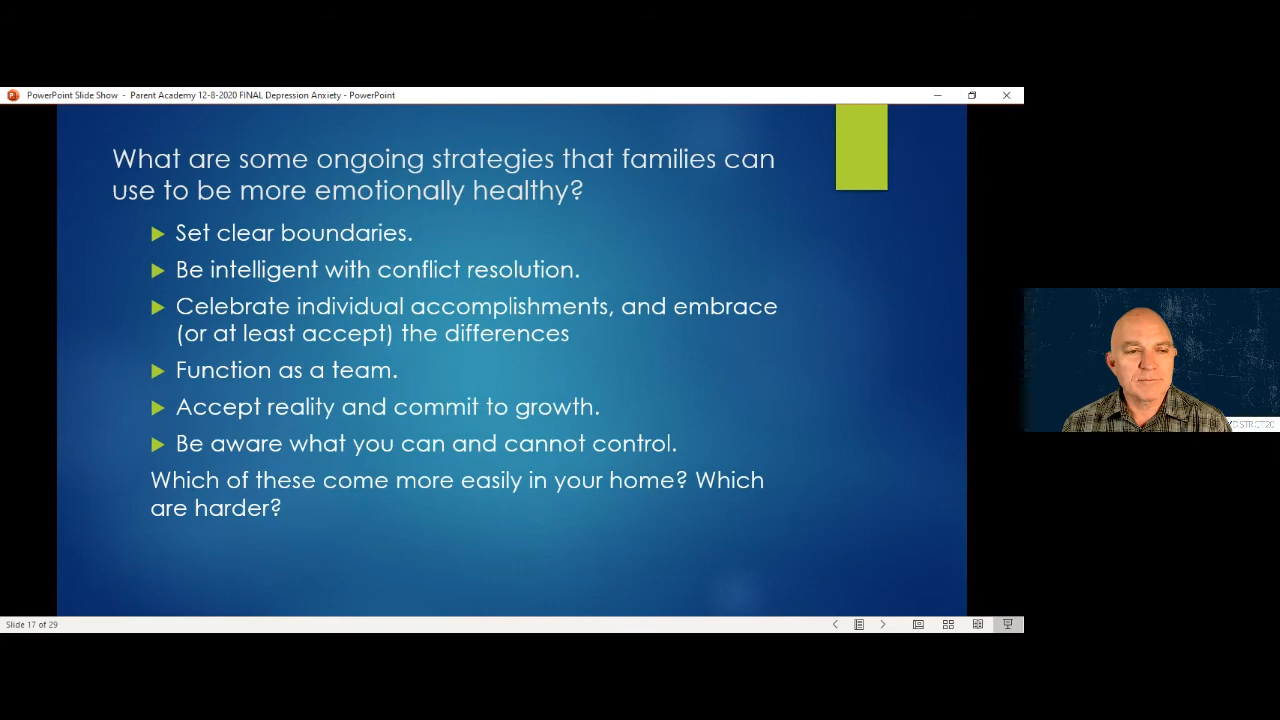 PowerPoint Slide Show - Parent Academy 12-8-2020 FINAL Depression Anxiety - PowerPoint
What are some ongoing strategies that families can
use to be more emotionally healthy?
Set clear boundaries.
Be intelligent with conflict resolution.
Celebrate individual accomplishments, and embrace
(or at least accept) the differences
Function as a team.
Accept reality and commit to growth.
Be aware what you can and cannot control.
Which of these come more easily in your home? Which
are harder?
Slide 17 of 29